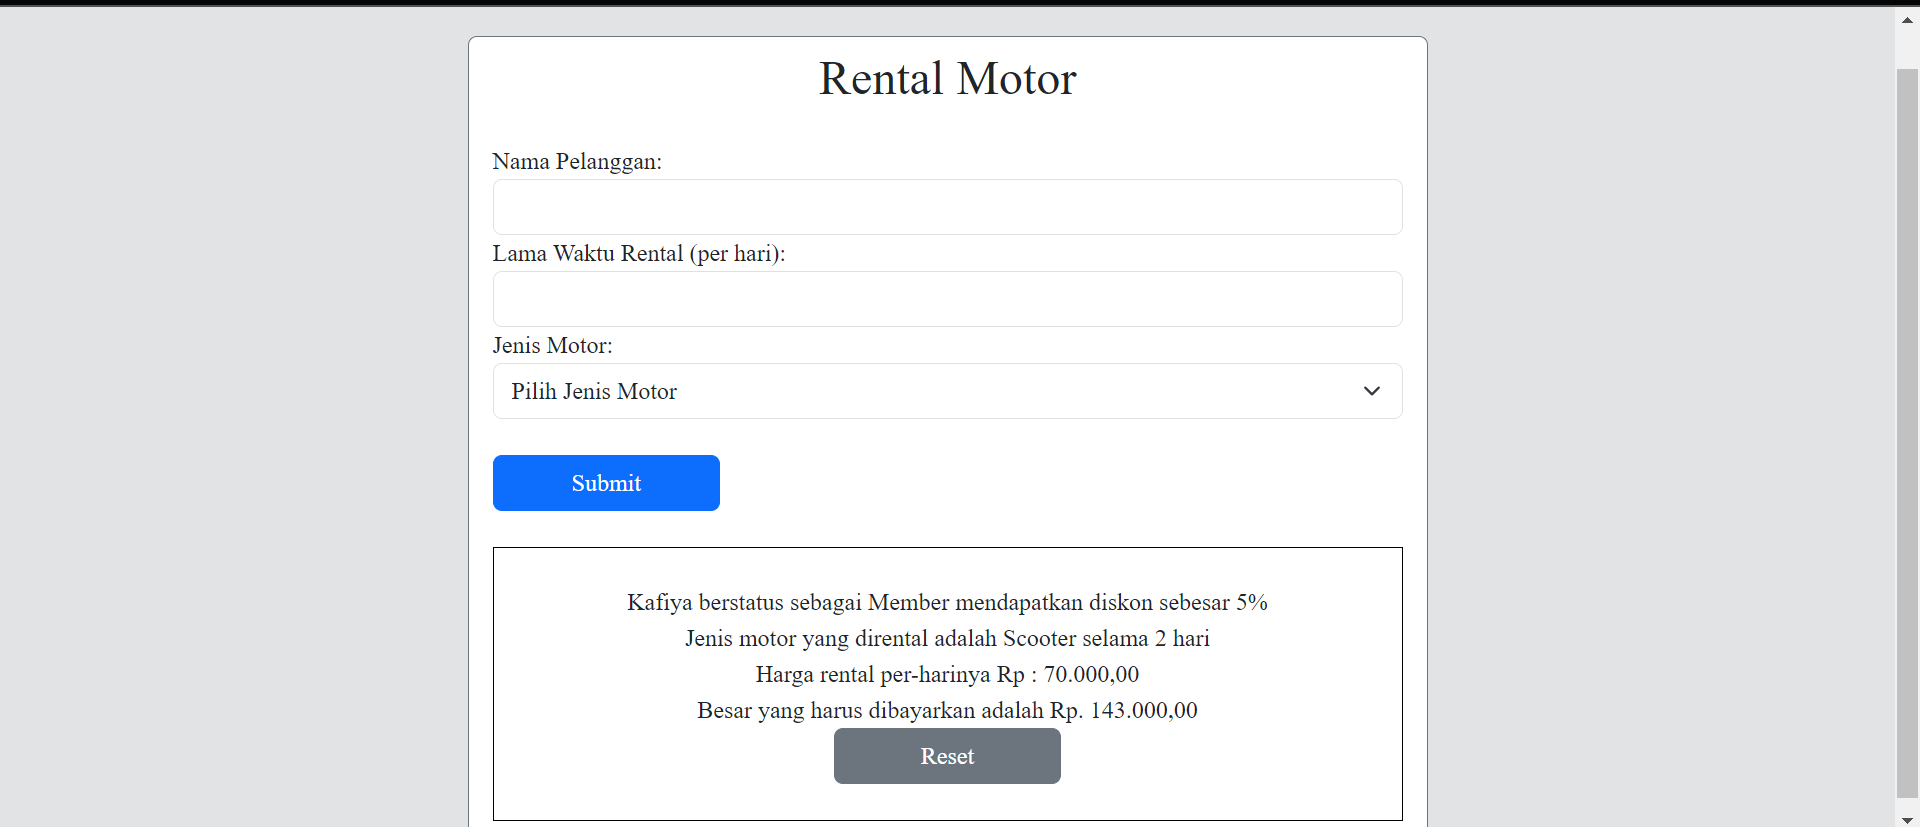 Rental Motor
Nama Pelanggan:
Lama Waktu Rental (per hari):
Jenis Motor:
Pilih Jenis Motor
Submit
Kafiya berstatus sebagai Member mendapatkan diskon sebesar 5%
Jenis motor yang dirental adalah Scooter selama 2 hari
Harga rental per-harinya Rp : 70.000,00
Besar yang harus dibayarkan adalah Rp. 143.000,00
Reset